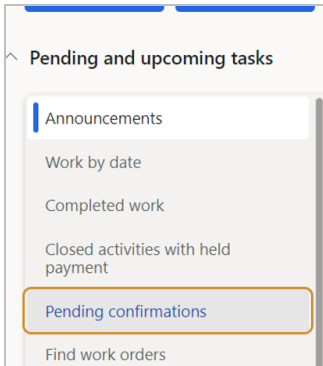 Pending and upcoming tasks
Announcements
Work by date
Completed work
Closed activities with held
payment
Pending confirmations
Find work orders